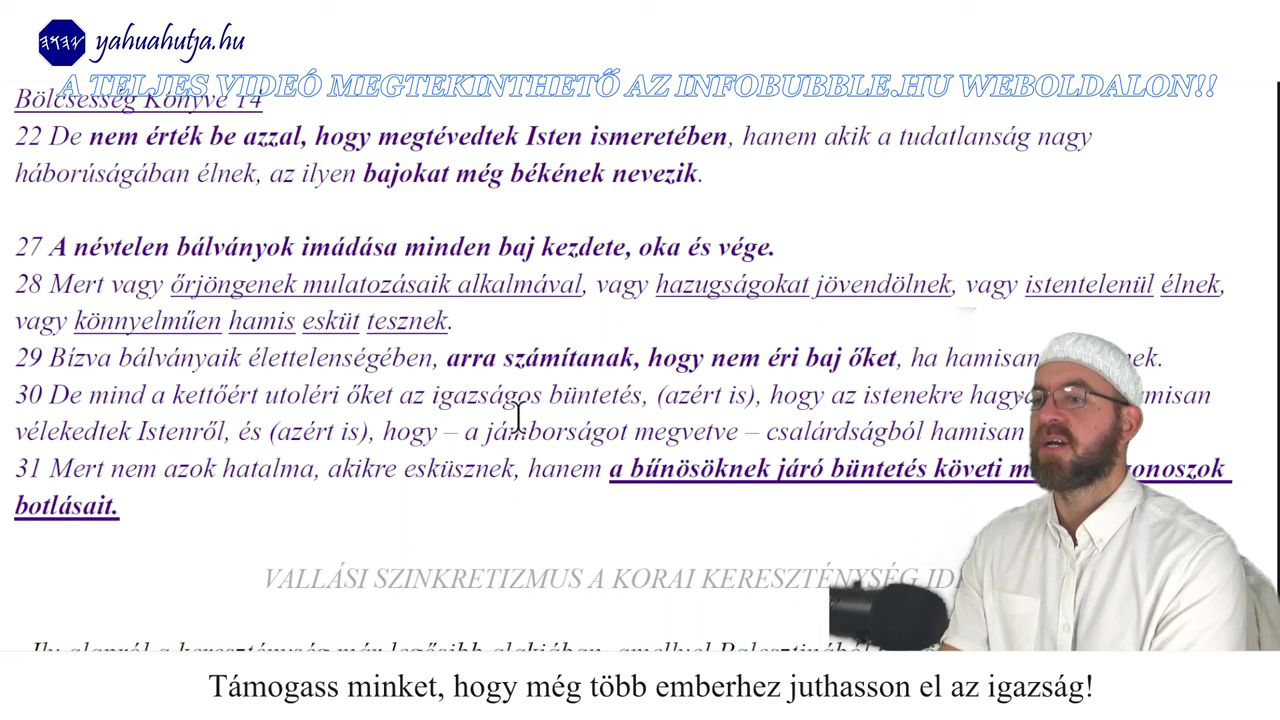 yahuahutja.hu
A TELJES VIDEÓ MEGTEKINTHETŐ AZ INFOBUBBLE.HU WEBOLDALON!!
Bölcsesség Könyve 14
22 De nem érték be azzal, hogy megtévedtek Isten ismeretében, hanem akik a tudatlanság nagy
háborúságában élnek, az ilyen bajokat még békének nevezik.
27 A névtelen bálványok imádása minden baj kezdete, oka és vége.
28 Mert vagy őrjöngenek mulatozásaik alkalmával, vagy hazugságokat jövendölnek, vagy istentelenül élnek,
vagy könnyelműen hamis esküt tesznek.
29 Bízva bálványaik élettelenségében, arra számítanak, hogy nem éri baj őket, ha hamisan
30 De mind a kettőért utoléri őket az igazságos büntetés, (azért is), hogy az istenekre
vélekedtek Istenről, és (azért is), hogy – a jámborságot megvetve – csalárdságból hamisan
31 Mert nem azok hatalma, akikre esküsznek, hanem a bűnösöknek járó büntetés követi
botlásait.
VALLÁSI SZINKRETIZMUS A KORAI KERESZTÉNYSÉG
Támogass minket, hogy még több emberhez juthasson el az igazság!